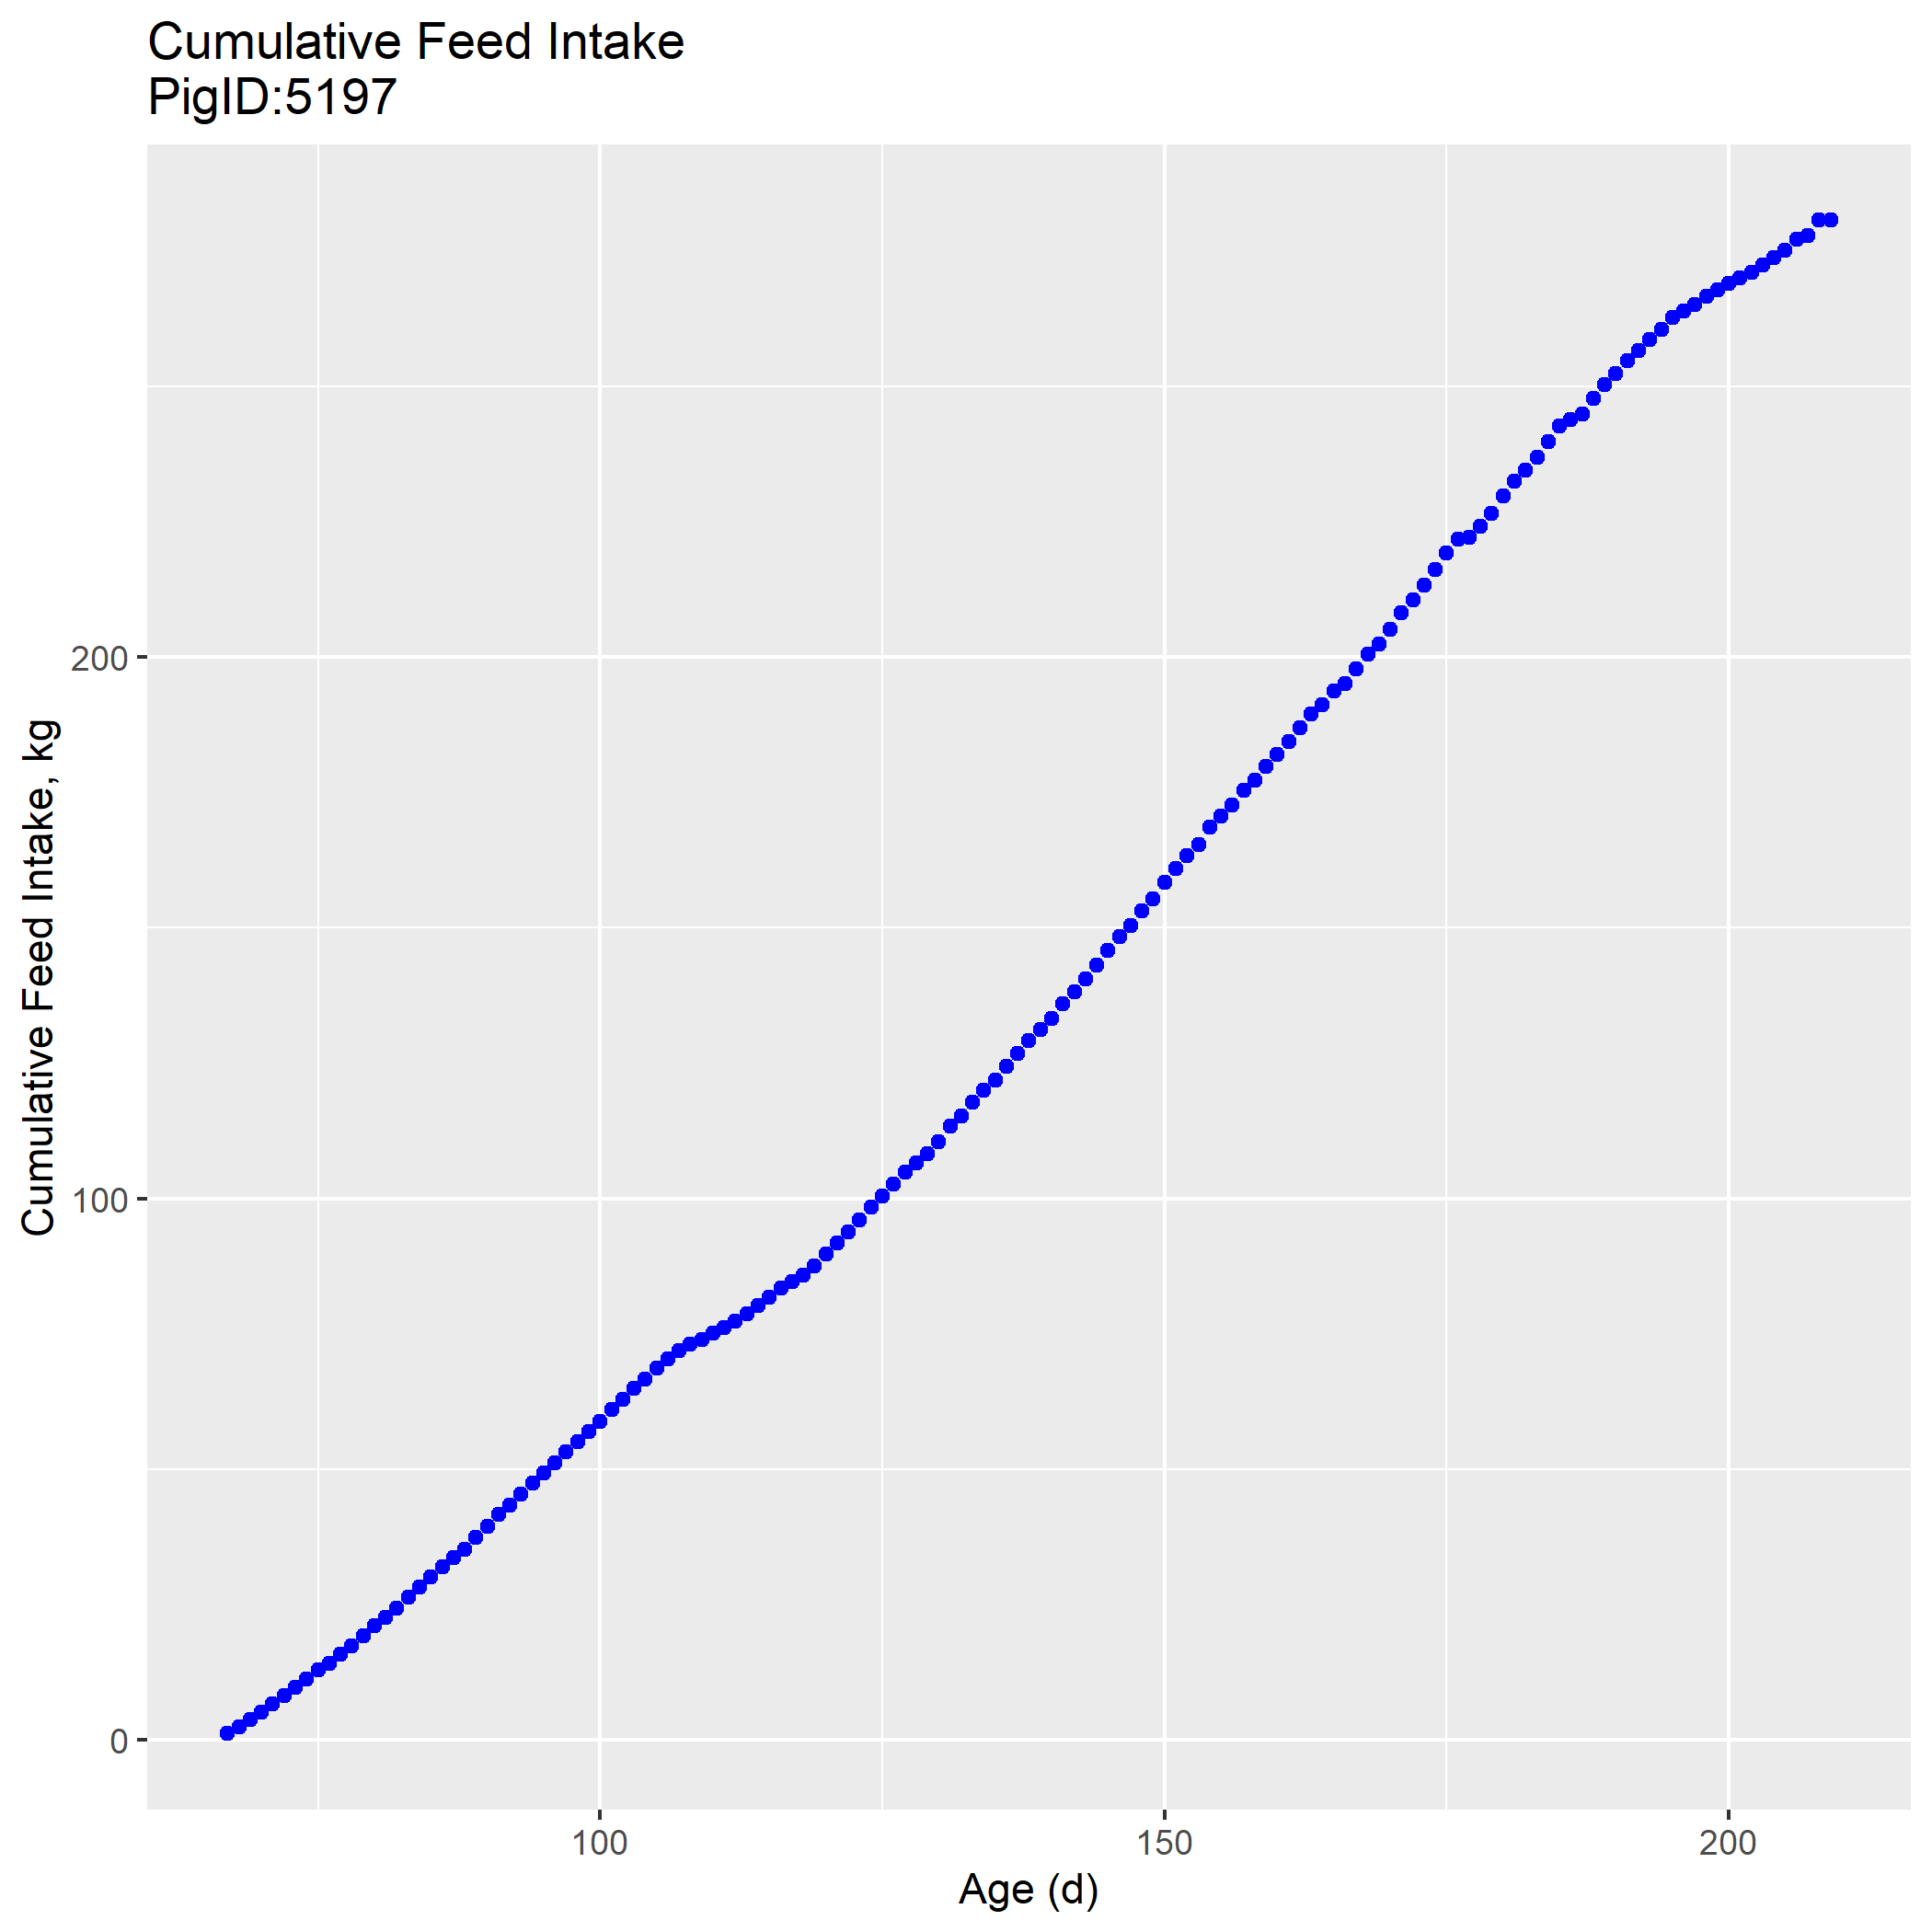 Cumulative Feed Intake
PigID:5197
Cumulative Feed Intake, kg
200
100
0
100
150
200
Age (d)